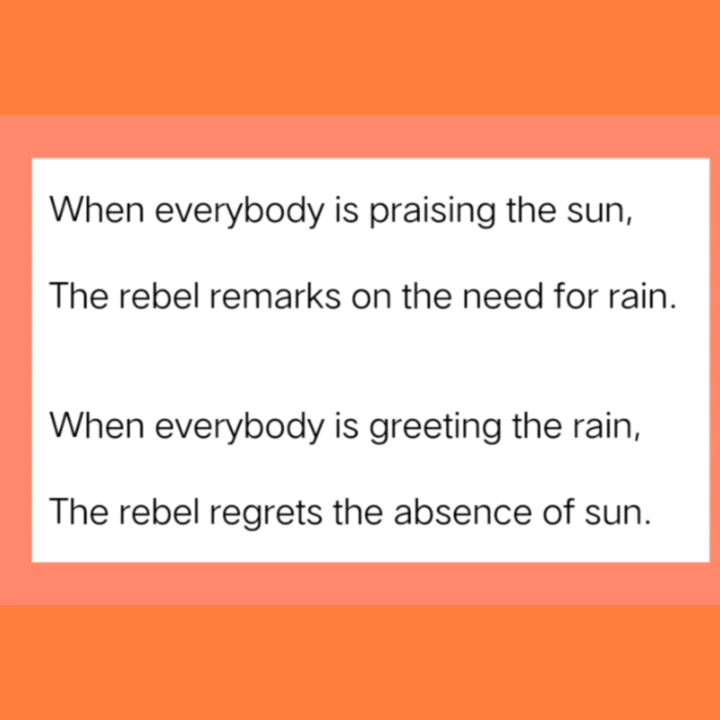 When everybody is praising the sun,
The rebel remarks on the need for rain.
When everybody is greeting the rain,
The rebel regrets the absence of sun.